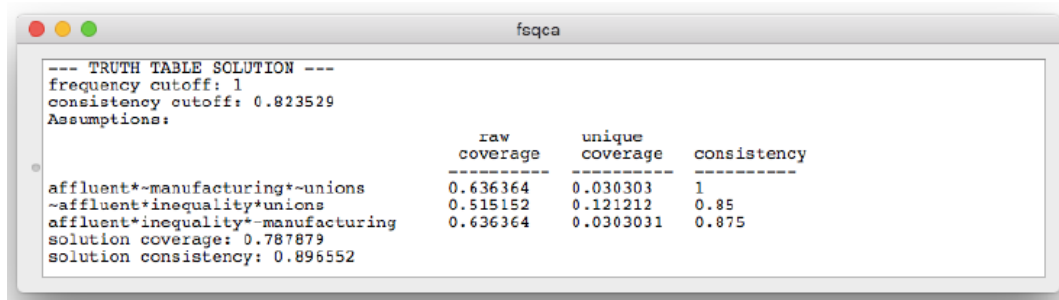 fsqca
--- TRUTH TABLE SOLUTION ---
frequency cutoff: 1
consistency cutoff: 0.823529
Assumptions:
raw unique
coverage coverage consistency
---------- ---------- ----------
affluent*~manufacturing*~unions 0.636364 0.030303 1
~affluent*inequality*unions 0.515152 0.121212 0.85
affluent*inequality*~manufacturing 0.636364 0.0303031 0.875
solution coverage: 0.787879
solution consistency: 0.896552